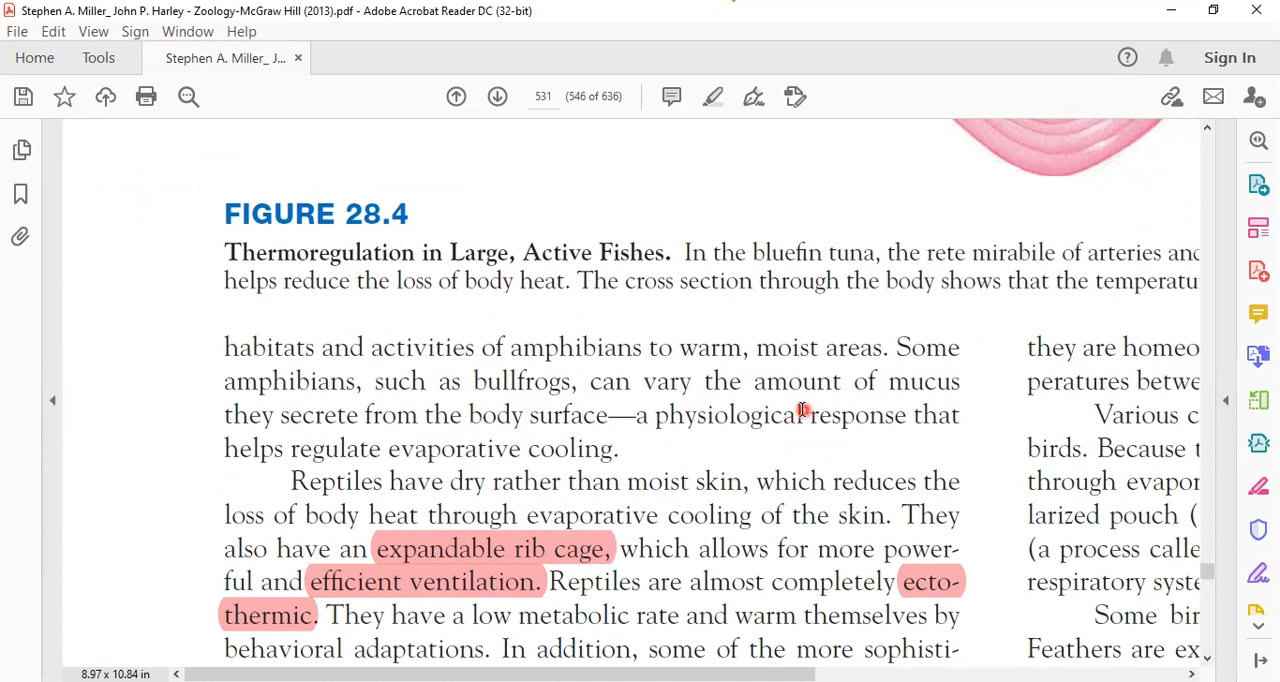 Stephen A. Miller_ John P. Harley - Zoology-McGraw Hill (2013).pdf - Adobe Acrobat Reader DC (32-bit)
File Edit View Sign Window Help
Home Tools Stephen A. Miller_ J... × Sign In
531 (546 of 636)
FIGURE 28.4
Thermoregulation in Large, Active Fishes. In the bluefin tuna, the rete mirabile of arteries and
helps reduce the loss of body heat. The cross section through the body shows that the temperatu
habitats and activities of amphibians to warm, moist areas. Some
amphibians, such as bullfrogs, can vary the amount of mucus
they secrete from the body surface—a physiological response that
helps regulate evaporative cooling.
Reptiles have dry rather than moist skin, which reduces the
loss of body heat through evaporative cooling of the skin. They
also have an expandable rib cage, which allows for more power-
ful and efficient ventilation. Reptiles are almost completely ecto-
thermic. They have a low metabolic rate and warm themselves by
behavioral adaptations. In addition, some of the more sophisti-
they are homeo
peratures betwe
Various c
birds. Because t
through evapor
larized pouch (
(a process calle
respiratory syste
Some bir
Feathers are ex
8.97 x 10.84 in